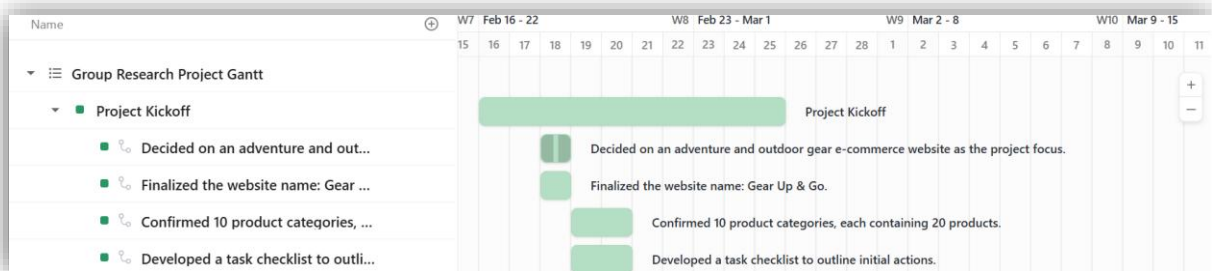 Name
W7 Feb 16 - 22 W8 Feb 23 - Mar 1 W9 Mar 2 - 8 W10 Mar 9 - 15
15 16 17 18 19 20 21 22 23 24 25 26 27 28 1 2 3 4 5 6 7 8 9 10 11
Group Research Project Gantt
Project Kickoff Project Kickoff
Decided on an adventure and out... Decided on an adventure and outdoor gear e-commerce website as the project focus.
Finalized the website name: Gear ... Finalized the website name: Gear Up & Go.
Confirmed 10 product categories, ... Confirmed 10 product categories, each containing 20 products.
Developed a task checklist to outli... Developed a task checklist to outline initial actions.